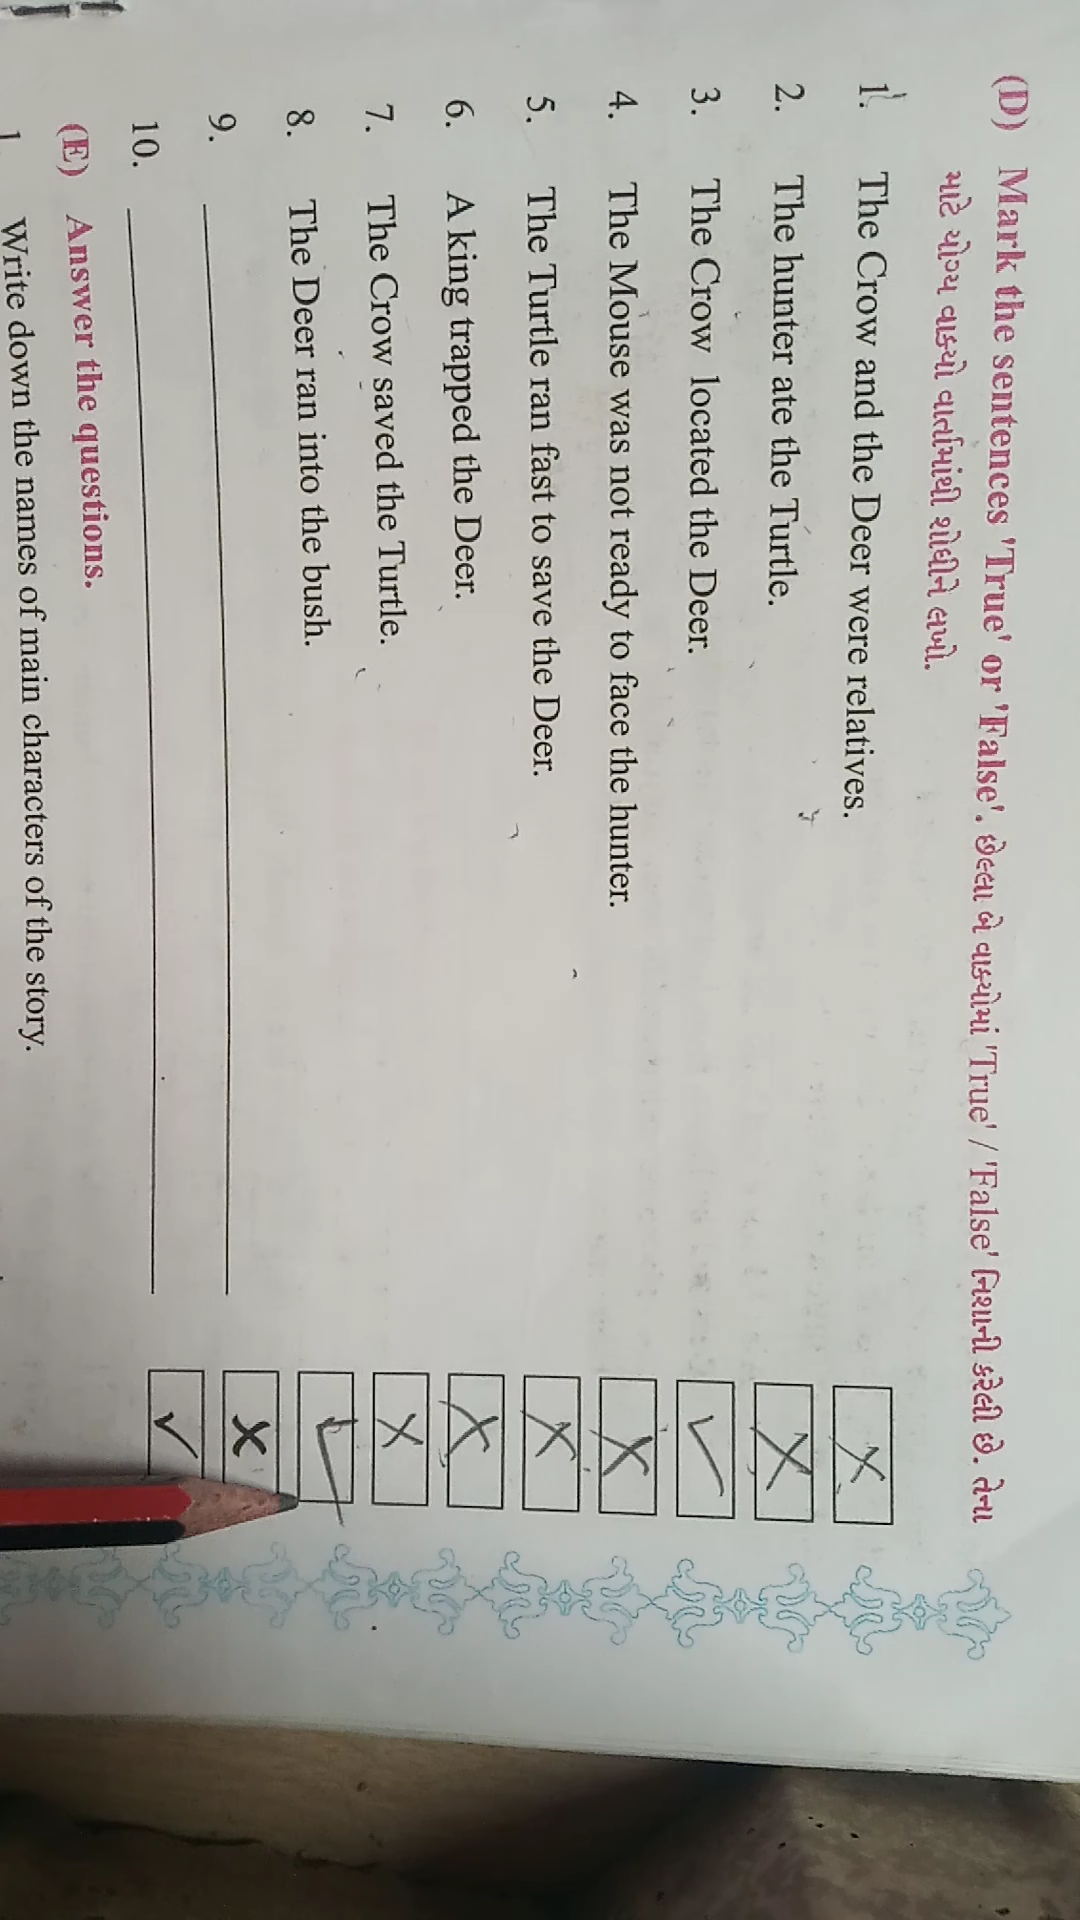 (D) Mark the sentences 'True' or 'False'. છેલ્લા બે વાક્યોમાં 'True' / 'False' નિશાની કરેલી છે. તેના
માટે યોગ્ય વાક્યો વાર્તામાંથી શોધીને લખો.
1. The Crow and the Deer were relatives. ✗
2. The hunter ate the Turtle. ✗
3. The Crow located the Deer. ✓
4. The Mouse was not ready to face the hunter. ✗
5. The Turtle ran fast to save the Deer. ✗
6. A king trapped the Deer. ✗
7. The Crow saved the Turtle. ✗
8. The Deer ran into the bush. ✓
9. ✗
10. ✓
(E) Answer the questions.
1. Write down the names of main characters of the story.